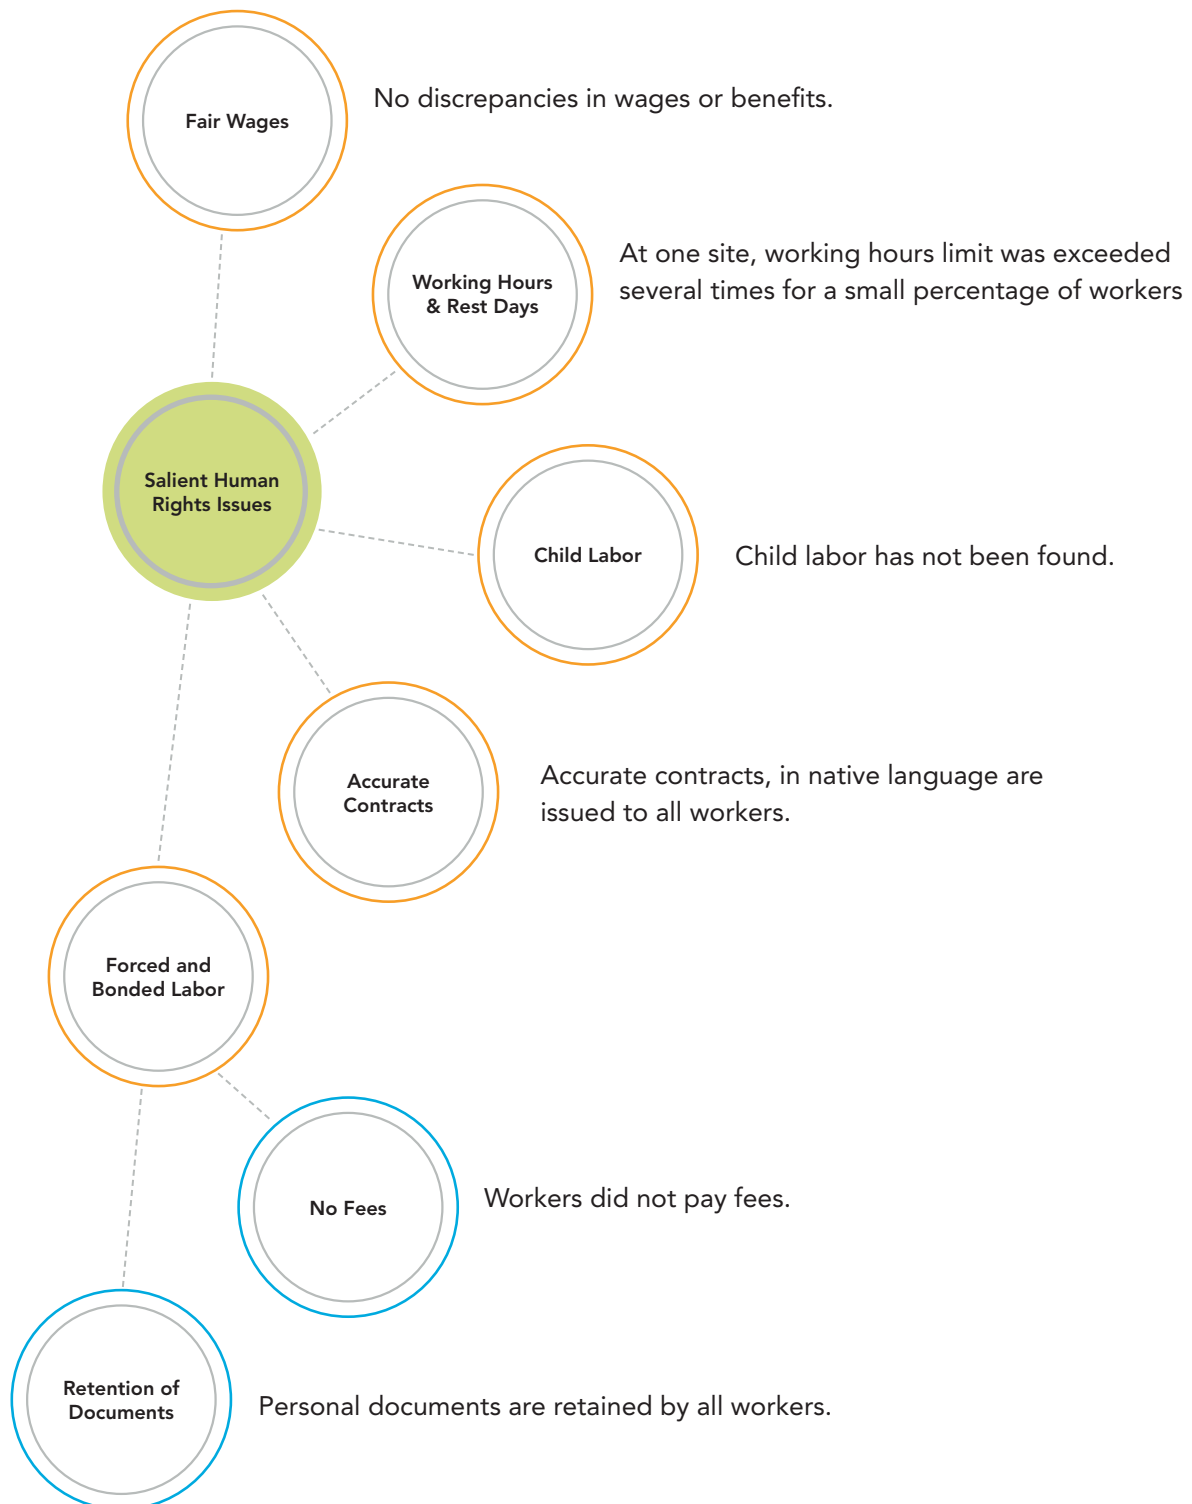 Fair Wages
No discrepancies in wages or benefits.
Working Hours
& Rest Days
At one site, working hours limit was exceeded
several times for a small percentage of workers
Salient Human
Rights Issues
Child Labor
Child labor has not been found.
Accurate
Contracts
Accurate contracts, in native language are
issued to all workers.
Forced and
Bonded Labor
No Fees
Workers did not pay fees.
Retention of
Documents
Personal documents are retained by all workers.